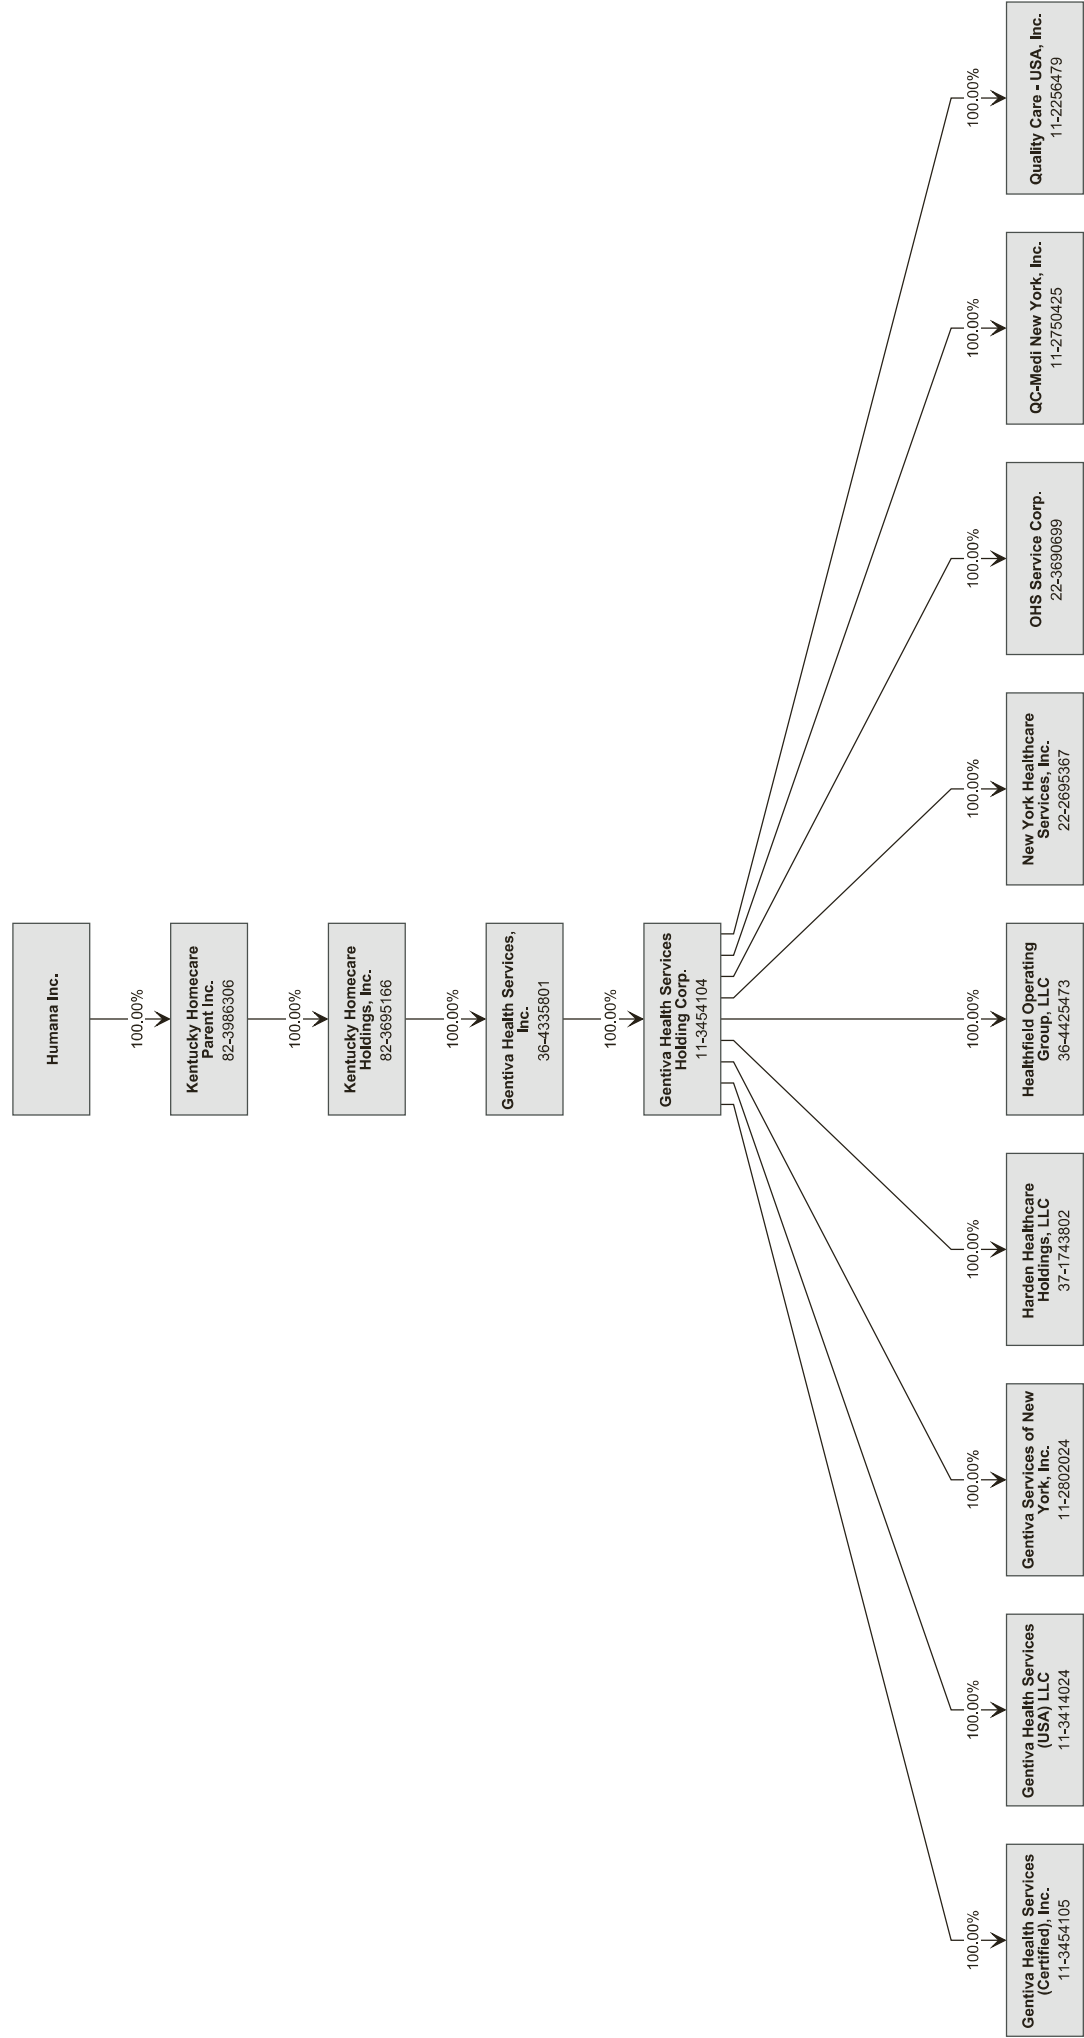 Humana Inc.
100.00%
Kentucky Homecare
Parent Inc.
82-3986306
100.00%
Kentucky Homecare
Holdings, Inc.
82-3695166
100.00%
Gentiva Health Services,
Inc.
36-4335801
100.00%
Gentiva Health Services
Holding Corp.
11-3454104
100.00%
100.00%
100.00%
100.00%
100.00%
100.00%
100.00%
100.00%
100.00%
Gentiva Health Services
(Certified), Inc.
11-3454105
Gentiva Health Services
(USA) LLC
11-3414024
Gentiva Services of New
York, Inc.
11-2802024
Harden Healthcare
Holdings, LLC
37-1743802
Healthfield Operating
Group, LLC
36-4425473
New York Healthcare
Services, Inc.
22-2695367
OHS Service Corp.
22-3690699
QC-Medi New York, Inc.
11-2750425
Quality Care - USA, Inc.
11-2256479